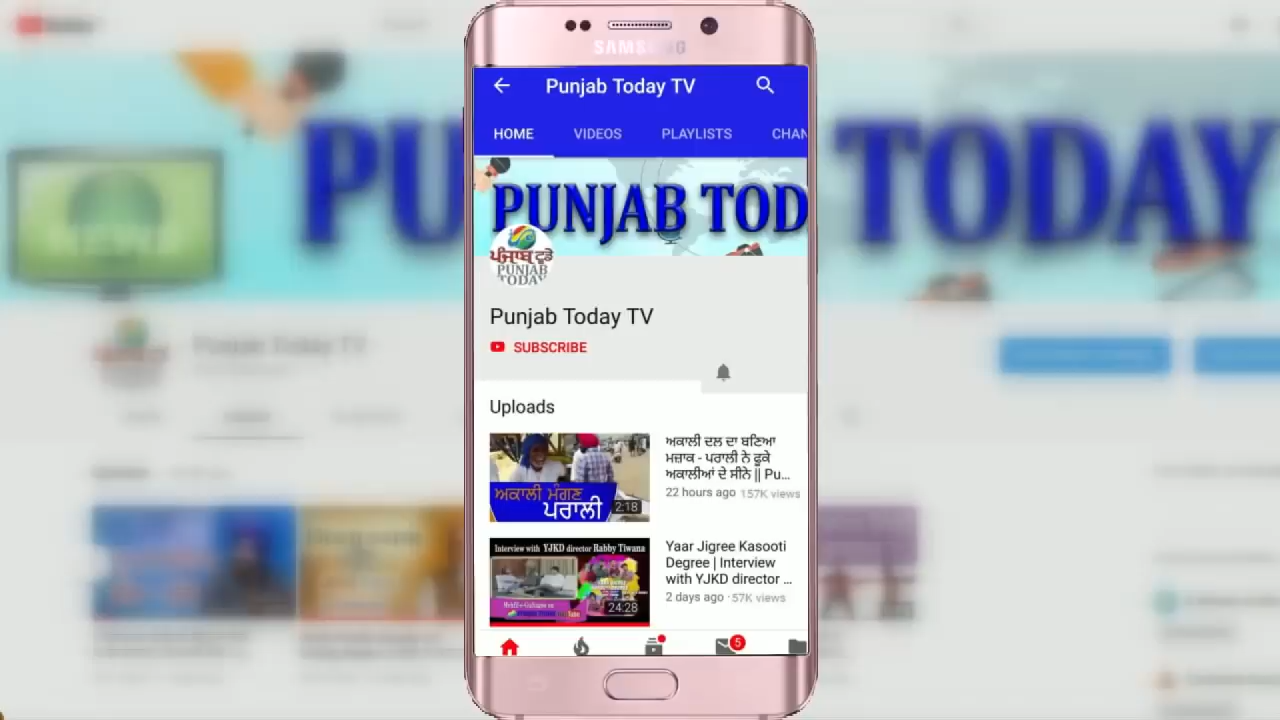 SAMSUNG
Punjab Today TV
HOME VIDEOS PLAYLISTS CHAN
PUNJAB TOD
ਪੰਜਾਬ ਟੂਡੇ
PUNJAB
TODAY
Punjab Today TV
SUBSCRIBE
Uploads
ਅਕਾਲੀ ਮੰਗਣ
ਪਰਾਲੀ
2:18
ਅਕਾਲੀ ਦਲ ਦਾ ਬਣਿਆ
ਮਜ਼ਾਕ - ਪਰਾਲੀ ਨੇ ਫੂਕੇ
ਅਕਾਲੀਆਂ ਦੇ ਸੀਨੇ || Pu...
22 hours ago 157K views
Interview with YJKD director Rabby Tiwana
24:28
Yaar Jigree Kasooti
Degree | Interview
with YJKD director ...
2 days ago · 57K views
5
PU TODAY
Punjab Today TV